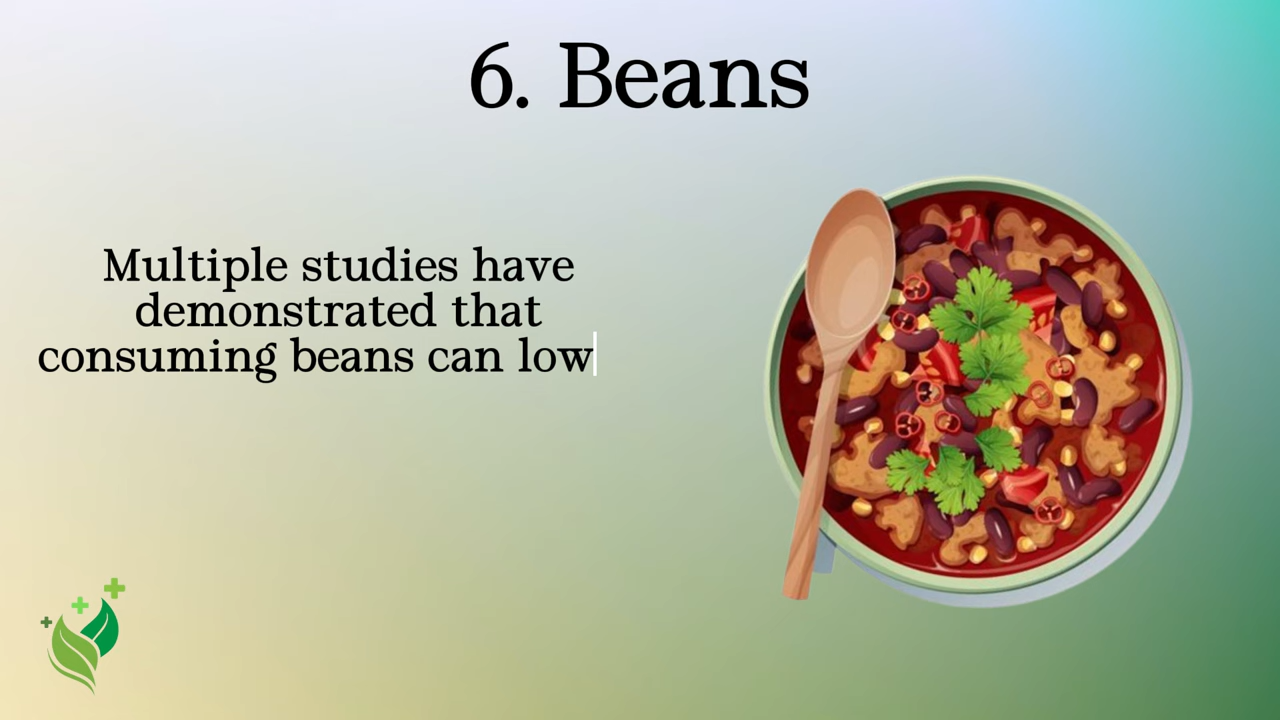 6. Beans
Multiple studies have
demonstrated that
consuming beans can low